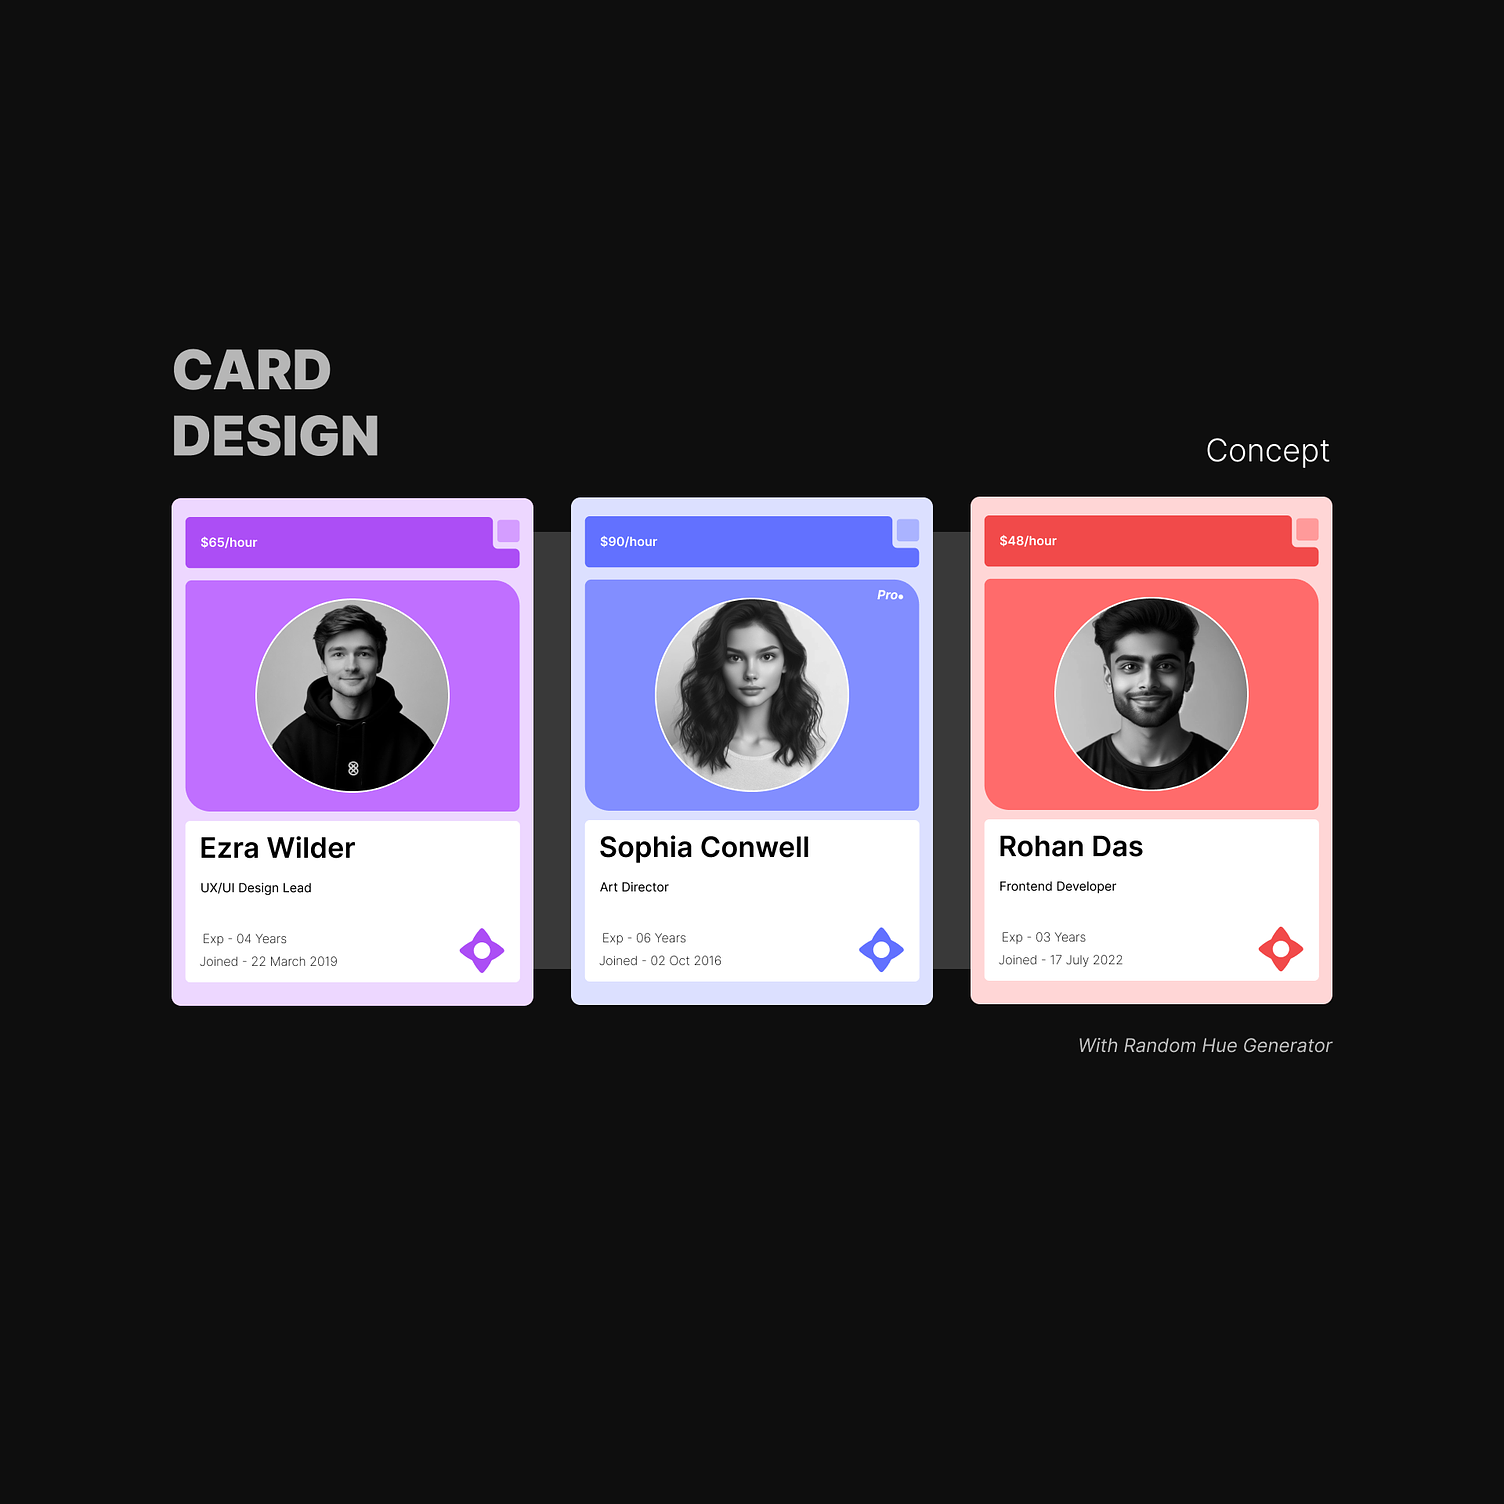 CARD
DESIGN
Concept
$65/hour
Ezra Wilder
UX/UI Design Lead
Exp - 04 Years
Joined - 22 March 2019
$90/hour
Pro
Sophia Conwell
Art Director
Exp - 06 Years
Joined - 02 Oct 2016
$48/hour
Rohan Das
Frontend Developer
Exp - 03 Years
Joined - 17 July 2022
With Random Hue Generator